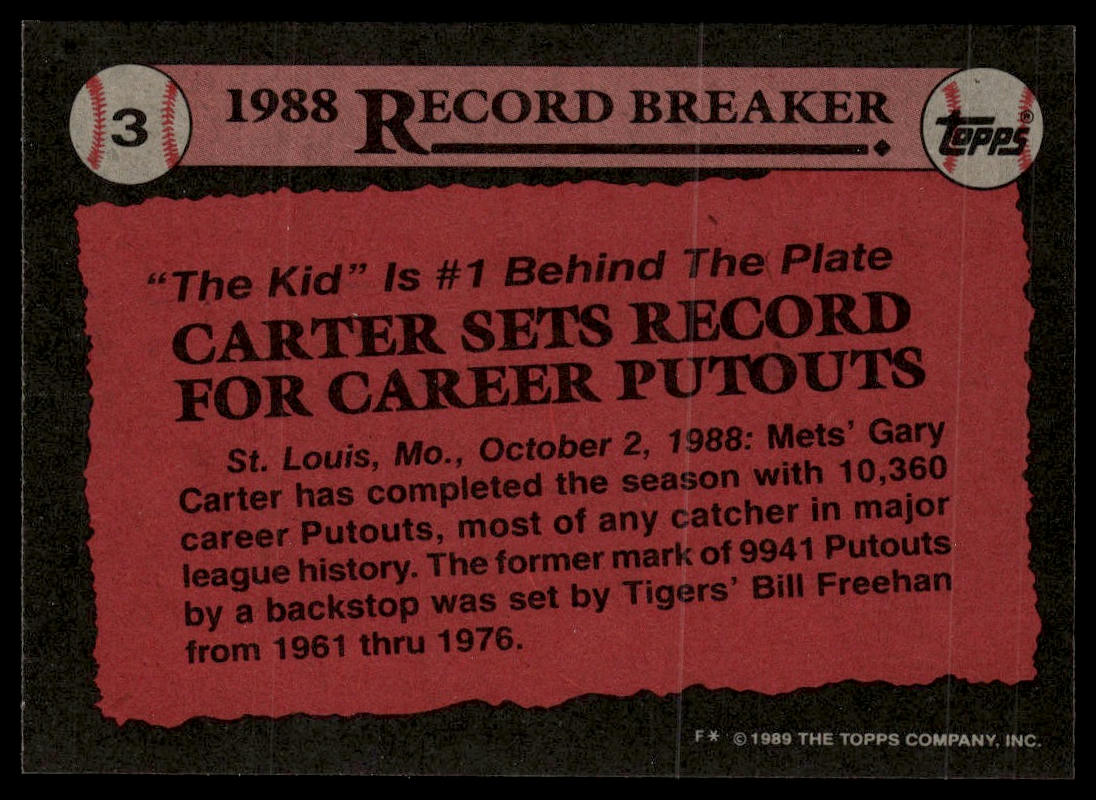 3
1988 RECORD BREAKER
TOPPS®
"The Kid" Is #1 Behind The Plate
CARTER SETS RECORD
FOR CAREER PUTOUTS
St. Louis, Mo., October 2, 1988: Mets' Gary
Carter has completed the season with 10,360
career Putouts, most of any catcher in major
league history. The former mark of 9941 Putouts
by a backstop was set by Tigers' Bill Freehan
from 1961 thru 1976.
F* © 1989 THE TOPPS COMPANY, INC.